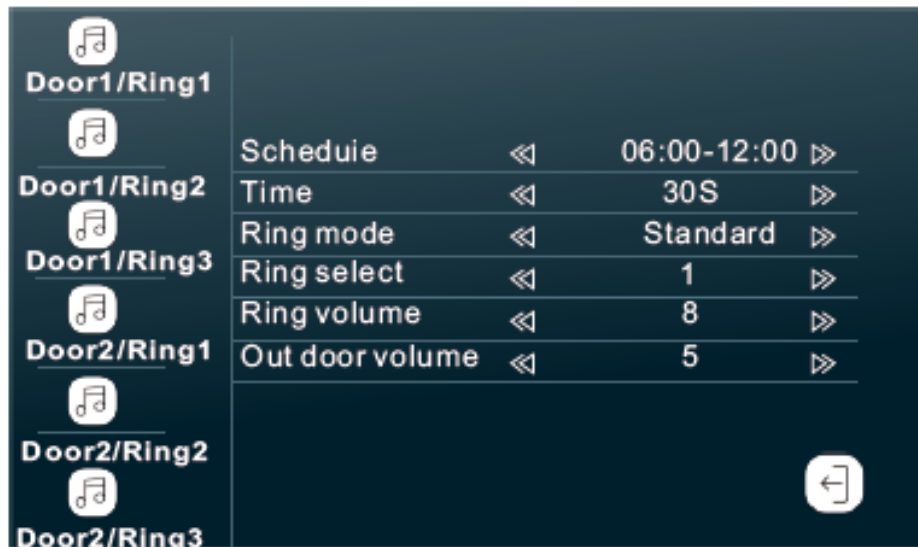 Door1/Ring1
Door1/Ring2
Door1/Ring3
Door2/Ring1
Door2/Ring2
Door2/Ring3
Scheduie 06:00-12:00
Time 30S
Ring mode Standard
Ring select 1
Ring volume 8
Out door volume 5